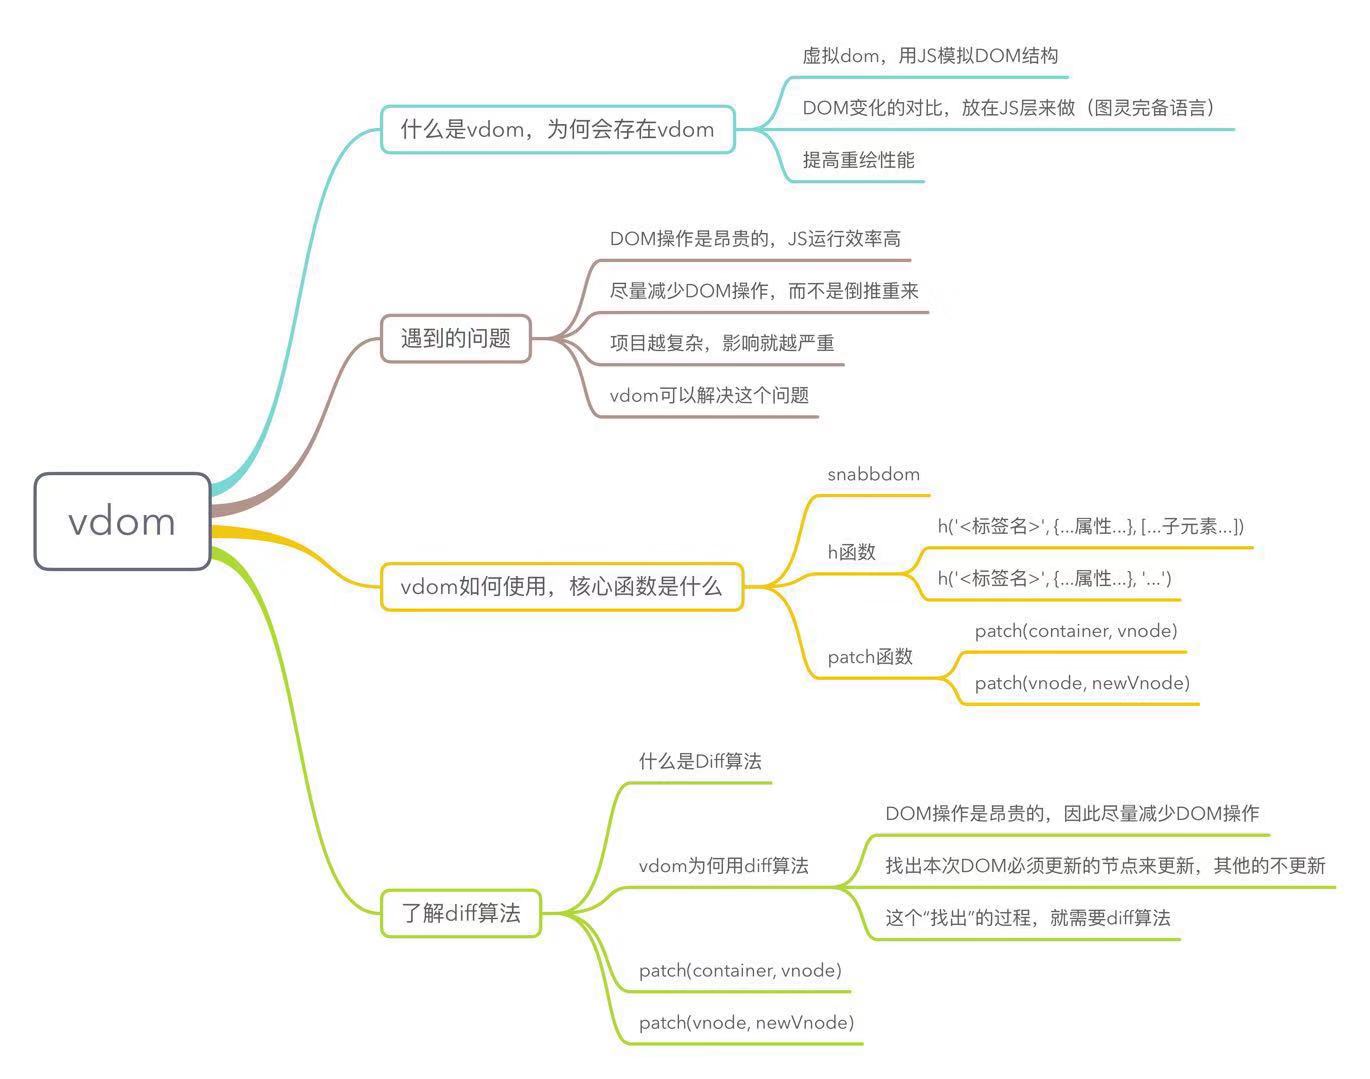 vdom
什么是vdom，为何会存在vdom
虚拟dom，用JS模拟DOM结构
DOM变化的对比，放在JS层来做（图灵完备语言）
提高重绘性能
遇到的问题
DOM操作是昂贵的，JS运行效率高
尽量减少DOM操作，而不是倒推重来
项目越复杂，影响就越严重
vdom可以解决这个问题
vdom如何使用，核心函数是什么
snabbdom
h函数
h('<标签名>', {...属性...}, [...子元素...])
h('<标签名>', {...属性...}, '...')
patch函数
patch(container, vnode)
patch(vnode, newVnode)
了解diff算法
什么是Diff算法
vdom为何用diff算法
DOM操作是昂贵的，因此尽量减少DOM操作
找出本次DOM必须更新的节点来更新，其他的不更新
这个“找出”的过程，就需要diff算法
patch(container, vnode)
patch(vnode, newVnode)